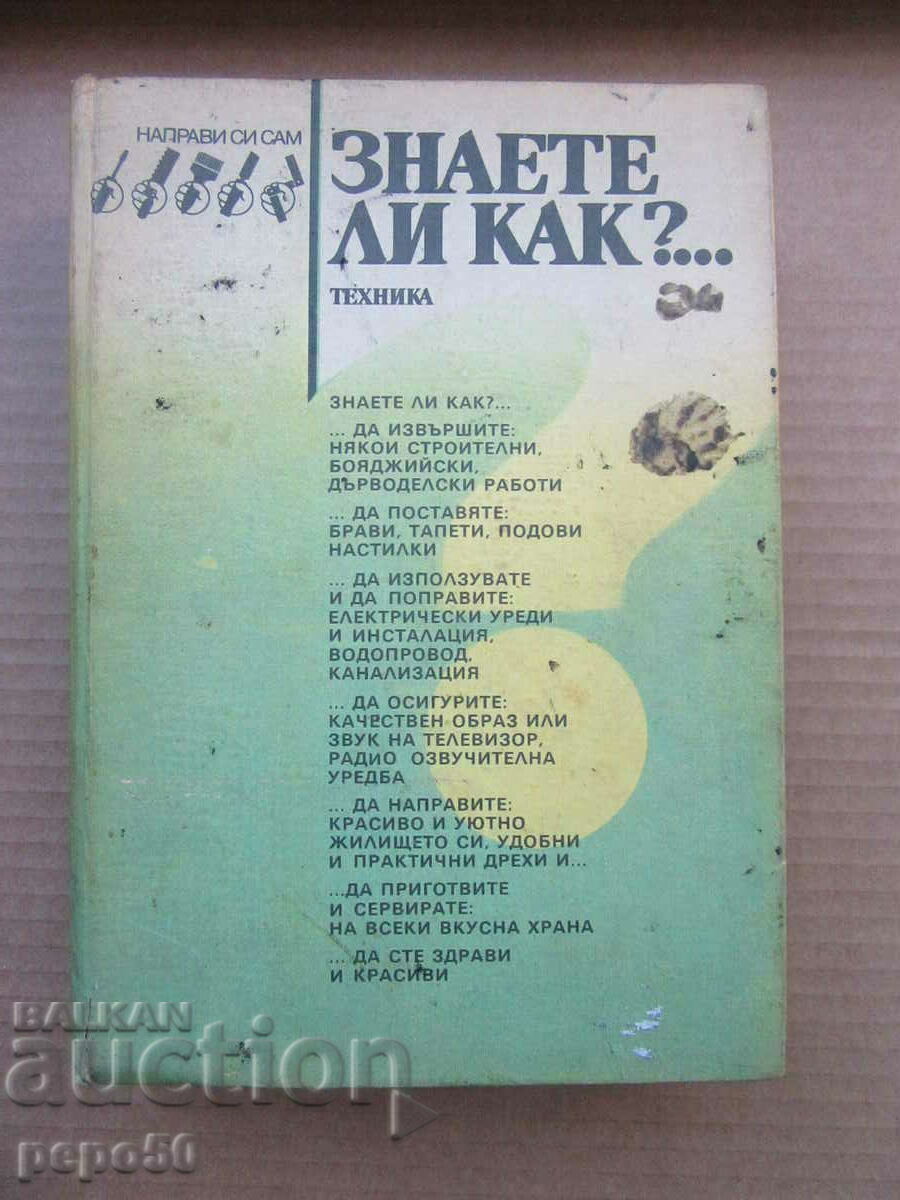 НАПРАВИ СИ САМ
ЗНАЕТЕ
ЛИ КАК?....
ТЕХНИКА
ЗНАЕТЕ ЛИ КАК?...
... ДА ИЗВЪРШИТЕ:
НЯКОИ СТРОИТЕЛНИ,
БОЯДЖИЙСКИ,
ДЪРВОДЕЛСКИ РАБОТИ
... ДА ПОСТАВЯТЕ:
БРАВИ, ТАПЕТИ, ПОДОВИ
НАСТИЛКИ
... ДА ИЗПОЛЗУВАТЕ
И ДА ПОПРАВИТЕ:
ЕЛЕКТРИЧЕСКИ УРЕДИ
И ИНСТАЛАЦИЯ,
ВОДОПРОВОД,
КАНАЛИЗАЦИЯ
... ДА ОСИГУРИТЕ:
КАЧЕСТВЕН ОБРАЗ ИЛИ
ЗВУК НА ТЕЛЕВИЗОР,
РАДИО ОЗВУЧИТЕЛНА
УРЕДБА
... ДА НАПРАВИТЕ:
КРАСИВО И УЮТНО
ЖИЛИЩЕТО СИ, УДОБНИ
И ПРАКТИЧНИ ДРЕХИ И...
...ДА ПРИГОТВИТЕ
И СЕРВИРАТЕ:
НА ВСЕКИ ВКУСНА ХРАНА
... ДА СТЕ ЗДРАВИ
И КРАСИВИ
BALKAN
auction
pepo50